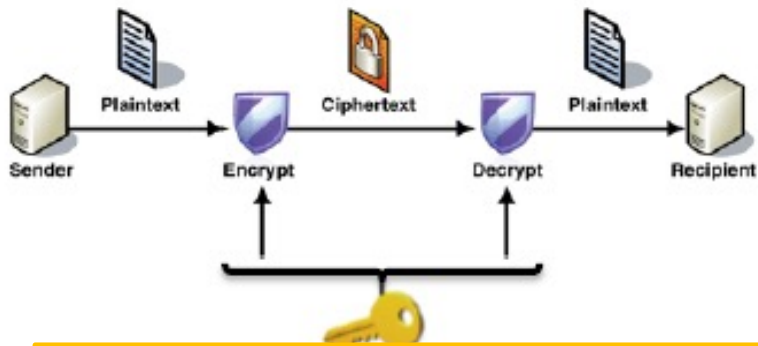 Plaintext
Ciphertext
Plaintext
Sender
Encrypt
Decrypt
Recipient